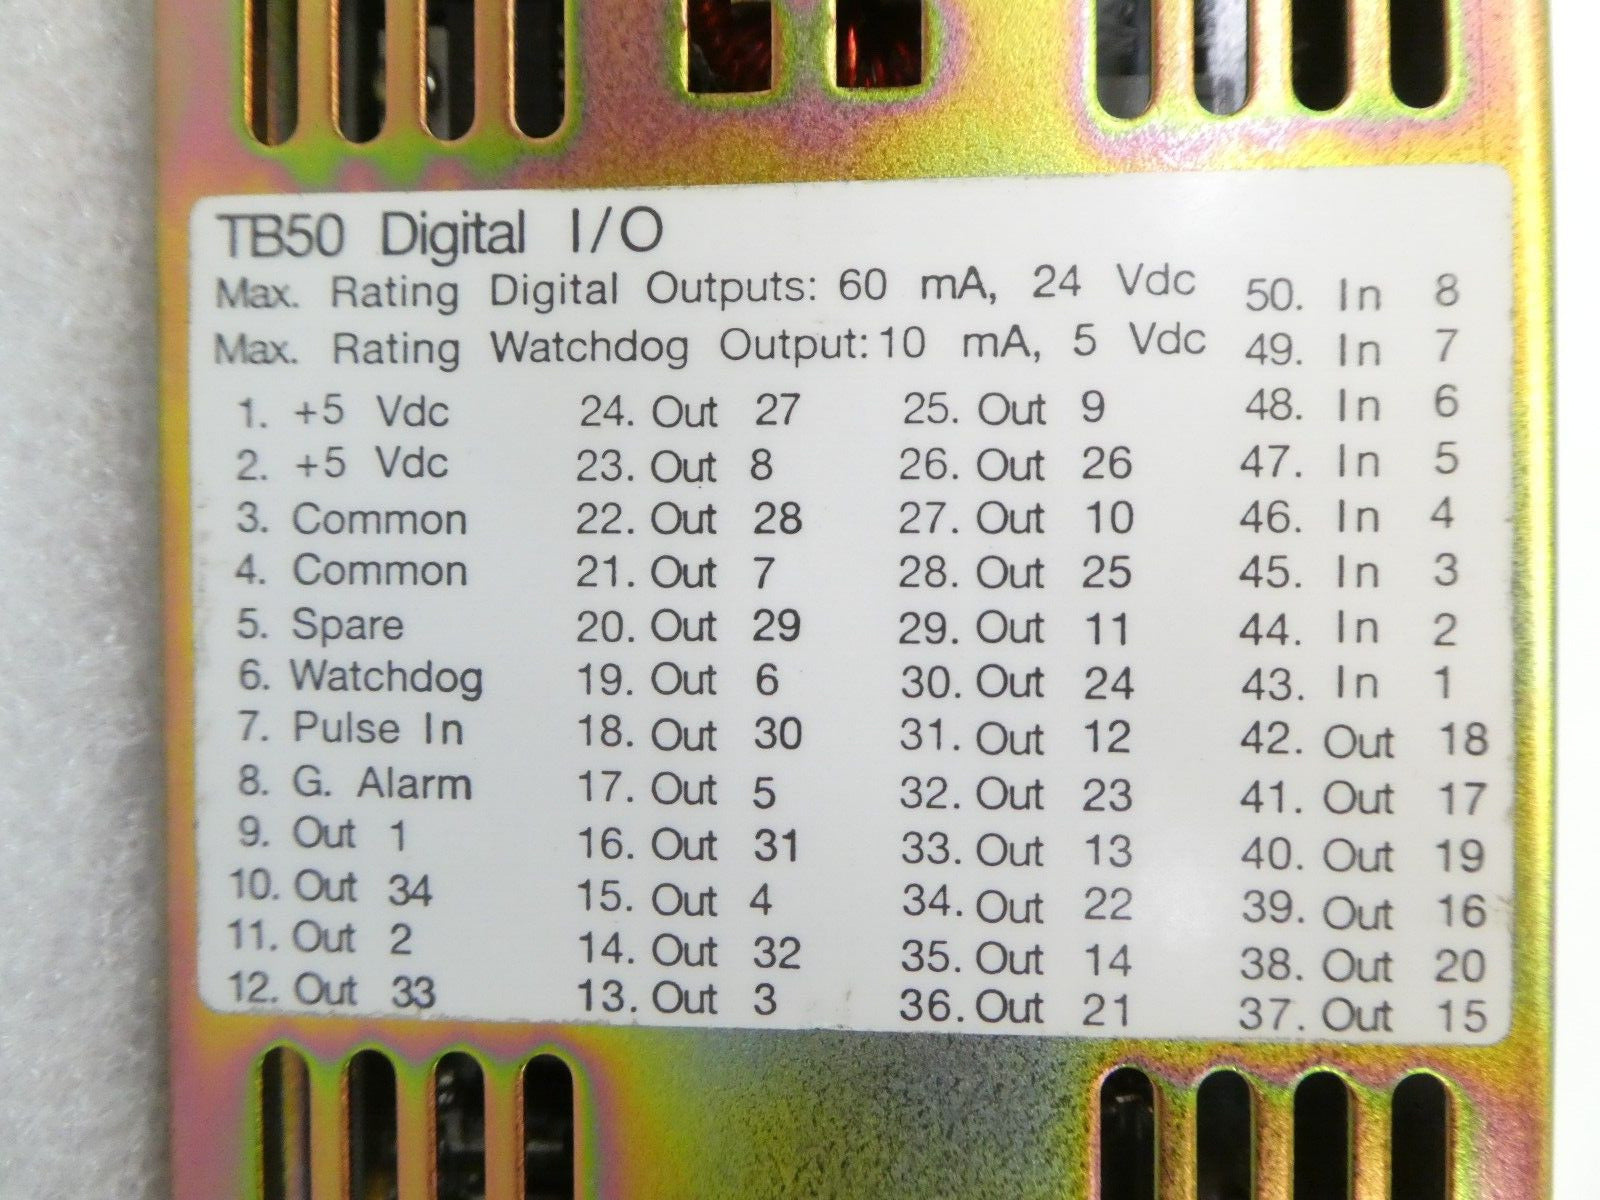 TB50 Digital I/O
Max. Rating Digital Outputs: 60 mA, 24 Vdc 50. In 8
Max. Rating Watchdog Output: 10 mA, 5 Vdc 49. In 7
1. +5 Vdc 24. Out 27 25. Out 9 48. In 6
2. +5 Vdc 23. Out 8 26. Out 26 47. In 5
3. Common 22. Out 28 27. Out 10 46. In 4
4. Common 21. Out 7 28. Out 25 45. In 3
5. Spare 20. Out 29 29. Out 11 44. In 2
6. Watchdog 19. Out 6 30. Out 24 43. In 1
7. Pulse In 18. Out 30 31. Out 12 42. Out 18
8. G. Alarm 17. Out 5 32. Out 23 41. Out 17
9. Out 1 16. Out 31 33. Out 13 40. Out 19
10. Out 34 15. Out 4 34. Out 22 39. Out 16
11. Out 2 14. Out 32 35. Out 14 38. Out 20
12. Out 33 13. Out 3 36. Out 21 37. Out 15